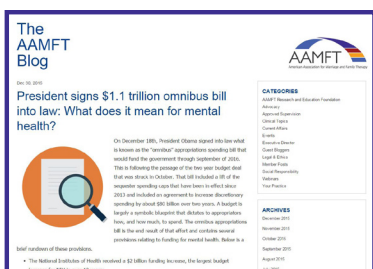 The
AAMFT
Blog
AAMFT
American Association for Marriage and Family Therapy
Dec 30, 2015
President signs $1.1 trillion omnibus bill
into law: What does it mean for mental
health?
On December 18th, President Obama signed into law what
is known as the "omnibus" appropriations spending bill that
would fund the government through September of 2016.
This is following the passage of the two year budget deal
that was struck in October. That bill included a lift of the
sequester spending caps that have been in effect since
2013 and included an agreement to increase discretionary
spending by about $80 billion over two years. A budget is
largely a symbolic blueprint that dictates to appropriators
how, and how much, to spend. The omnibus appropriations
bill is the end result of that effort and contains several
provisions relating to funding for mental health. Below is a
brief rundown of these provisions.
• The National Institutes of Health received a $2 billion funding increase, the largest budget
CATEGORIES
AAMFT Research and Education Foundation
Advocacy
Approved Supervision
Clinical Topics
Current Affairs
Events
Executive Director
Guest Bloggers
Legal & Ethics
Member Posts
Social Responsibility
Webinars
Your Practice
ARCHIVES
December 2015
November 2015
October 2015
September 2015
August 2015